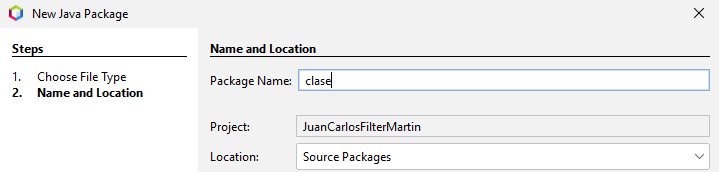 New Java Package
Steps
1. Choose File Type
2. Name and Location
Name and Location
Package Name: clase
Project: JuanCarlosFilterMartin
Location: Source Packages